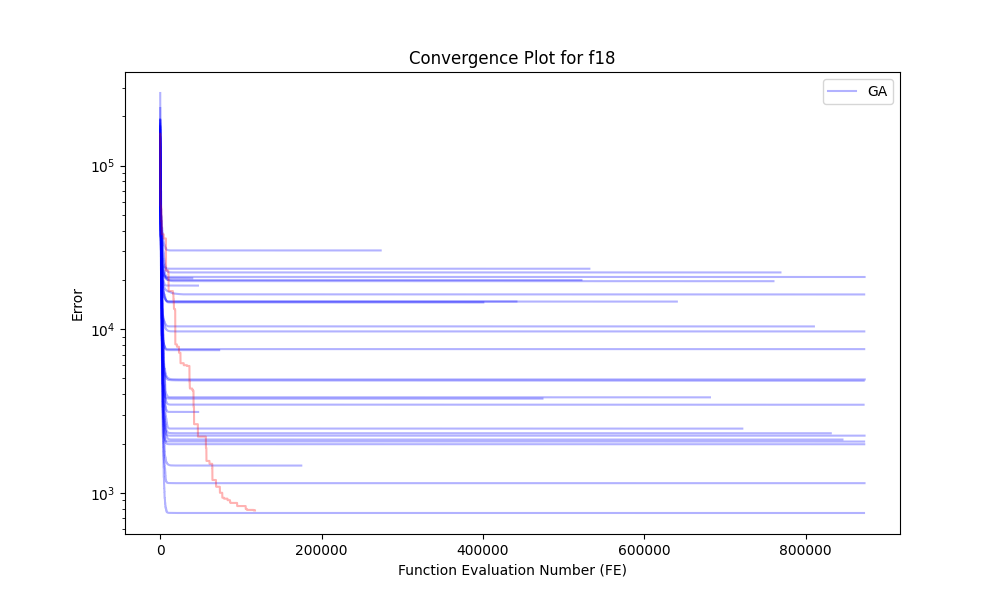 Convergence Plot for f18
GA
Error
10^5
10^4
10^3
0 200000 400000 600000 800000
Function Evaluation Number (FE)